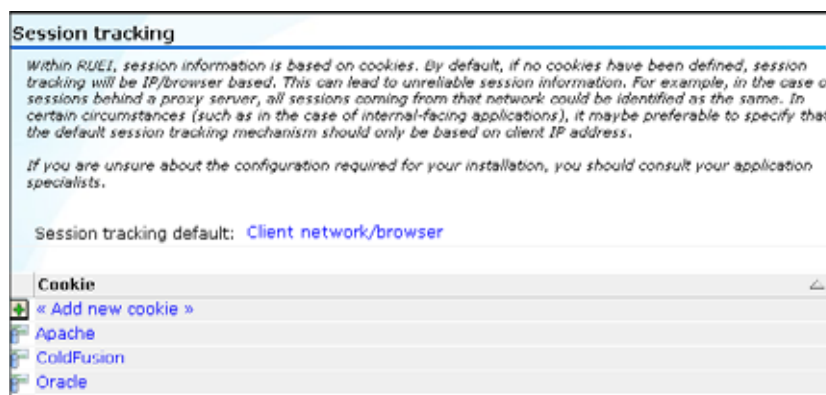 Session tracking
Within RUEI, session information is based on cookies. By default, if no cookies have been defined, session
tracking will be IP/browser based. This can lead to unreliable session information. For example, in the case o
sessions behind a proxy server, all sessions coming from that network could be identified as the same. In
certain circumstances (such as in the case of internal-facing applications), it maybe preferable to specify that
the default session tracking mechanism should only be based on client IP address.
If you are unsure about the configuration required for your installation, you should consult your application
specialists.
Session tracking default: Client network/browser
Cookie
« Add new cookie »
Apache
ColdFusion
Oracle